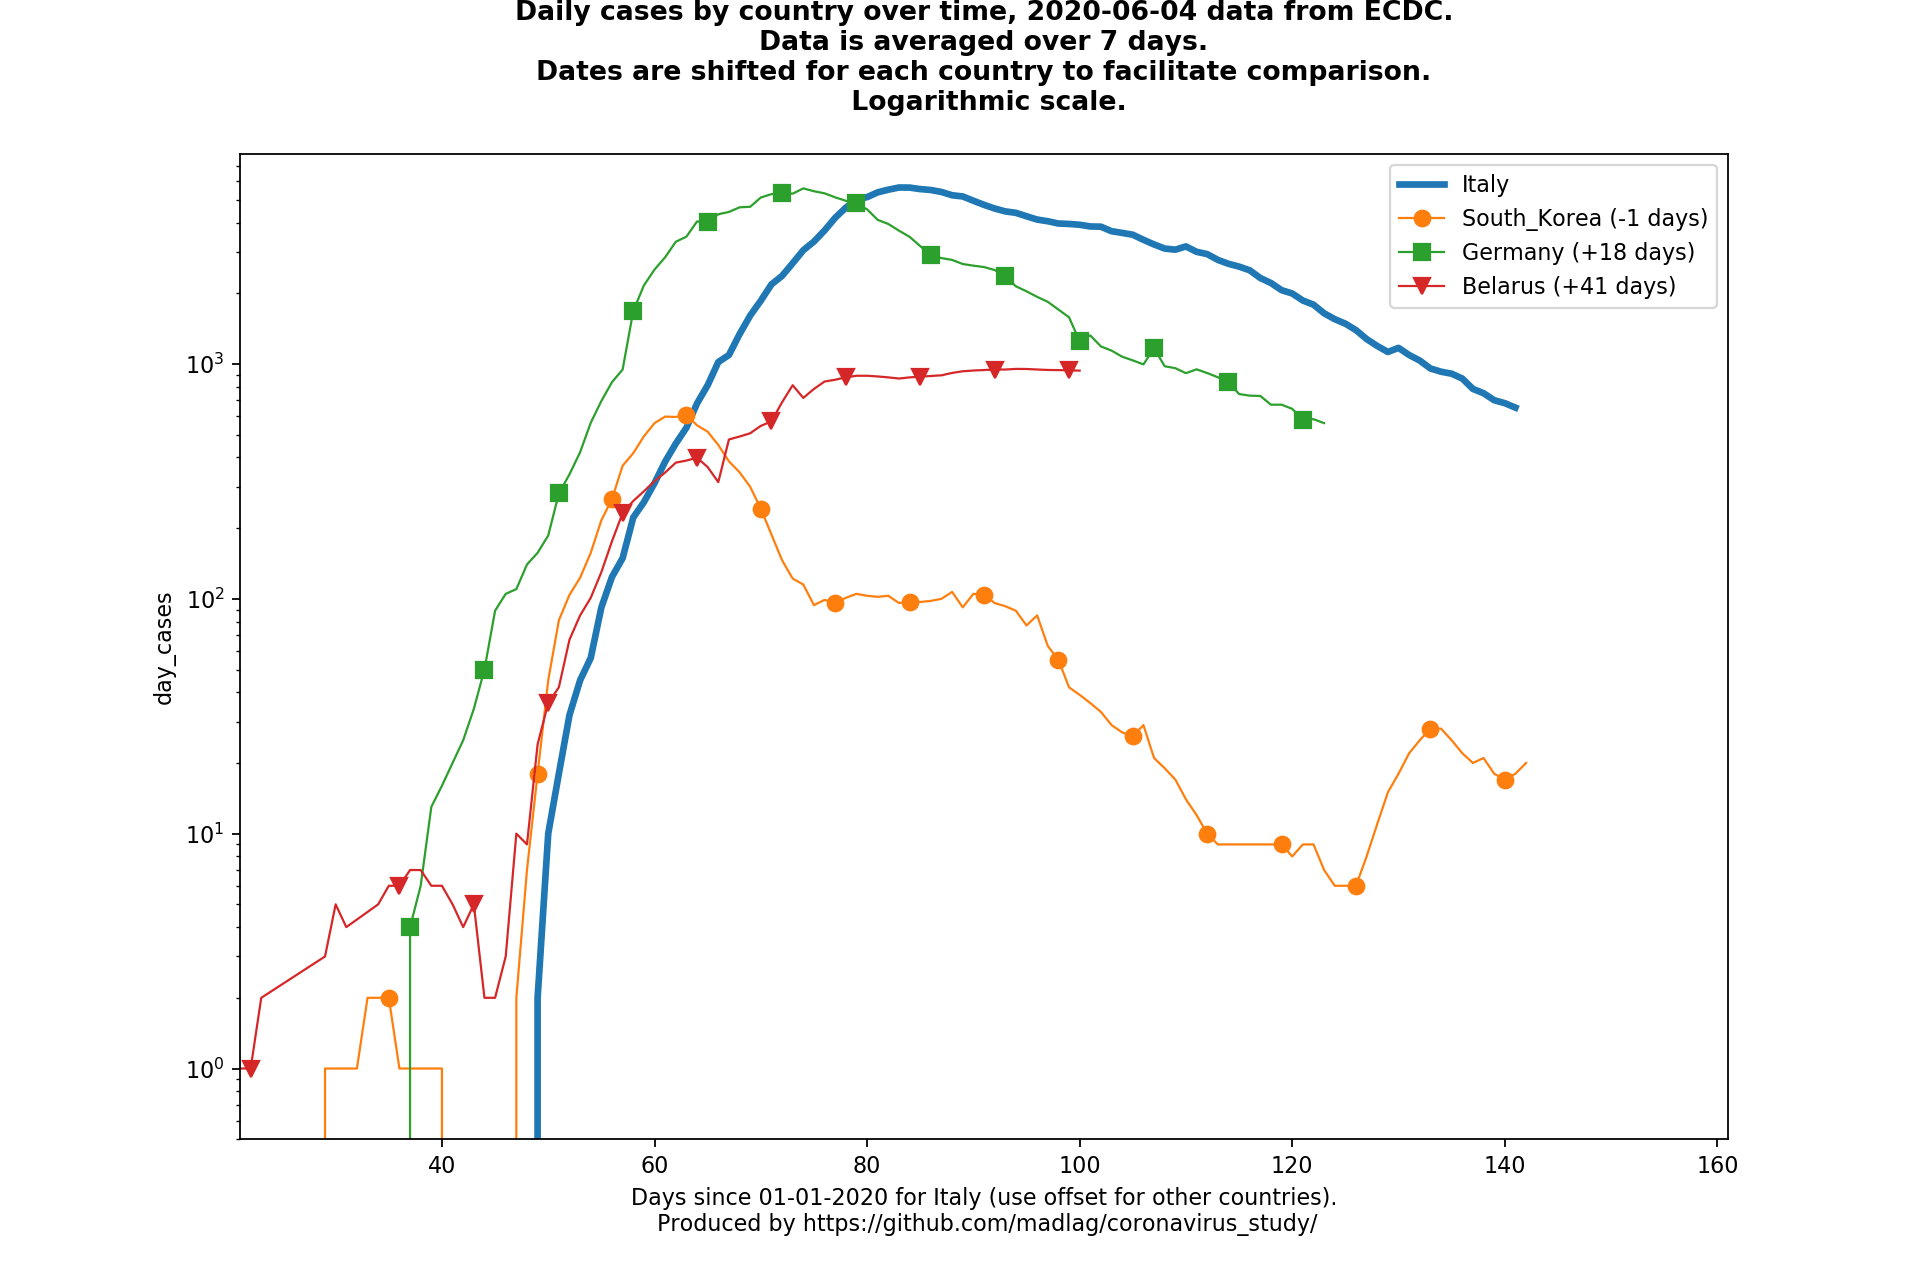 Daily cases by country over time, 2020-06-04 data from ECDC.
Data is averaged over 7 days.
Dates are shifted for each country to facilitate comparison.
Logarithmic scale.
Italy
South_Korea (-1 days)
Germany (+18 days)
Belarus (+41 days)
day_cases
10³
10²
10¹
10⁰
40 60 80 100 120 140 160
Days since 01-01-2020 for Italy (use offset for other countries).
Produced by https://github.com/madlag/coronavirus_study/